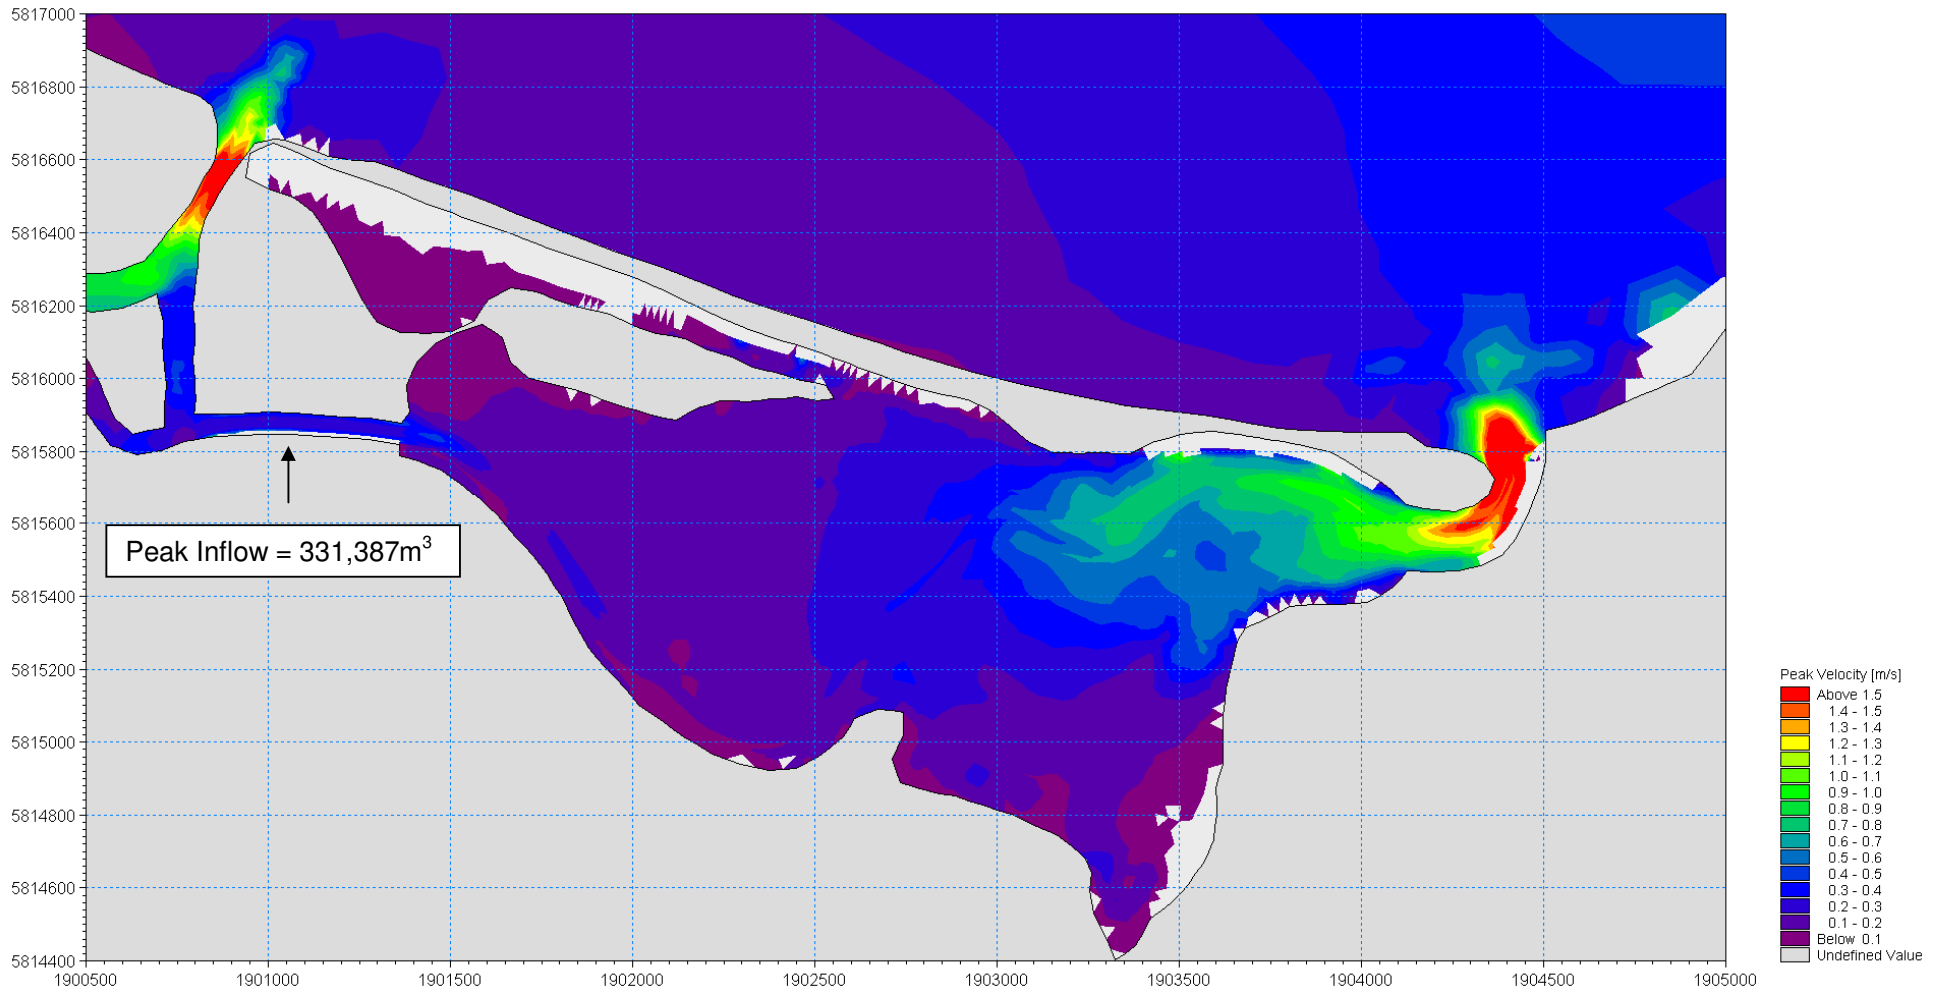 5817000
5816800
5816600
5816400
5816200
5816000
5815800
5815600
5815400
5815200
5815000
5814800
5814600
5814400
1900500 1901000 1901500 1902000 1902500 1903000 1903500 1904000 1904500 1905000
Peak Inflow = 331,387m³
Peak Velocity [m/s]
Above 1.5
1.4 - 1.5
1.3 - 1.4
1.2 - 1.3
1.1 - 1.2
1.0 - 1.1
0.9 - 1.0
0.8 - 0.9
0.7 - 0.8
0.6 - 0.7
0.5 - 0.6
0.4 - 0.5
0.3 - 0.4
0.2 - 0.3
0.1 - 0.2
Below 0.1
Undefined Value